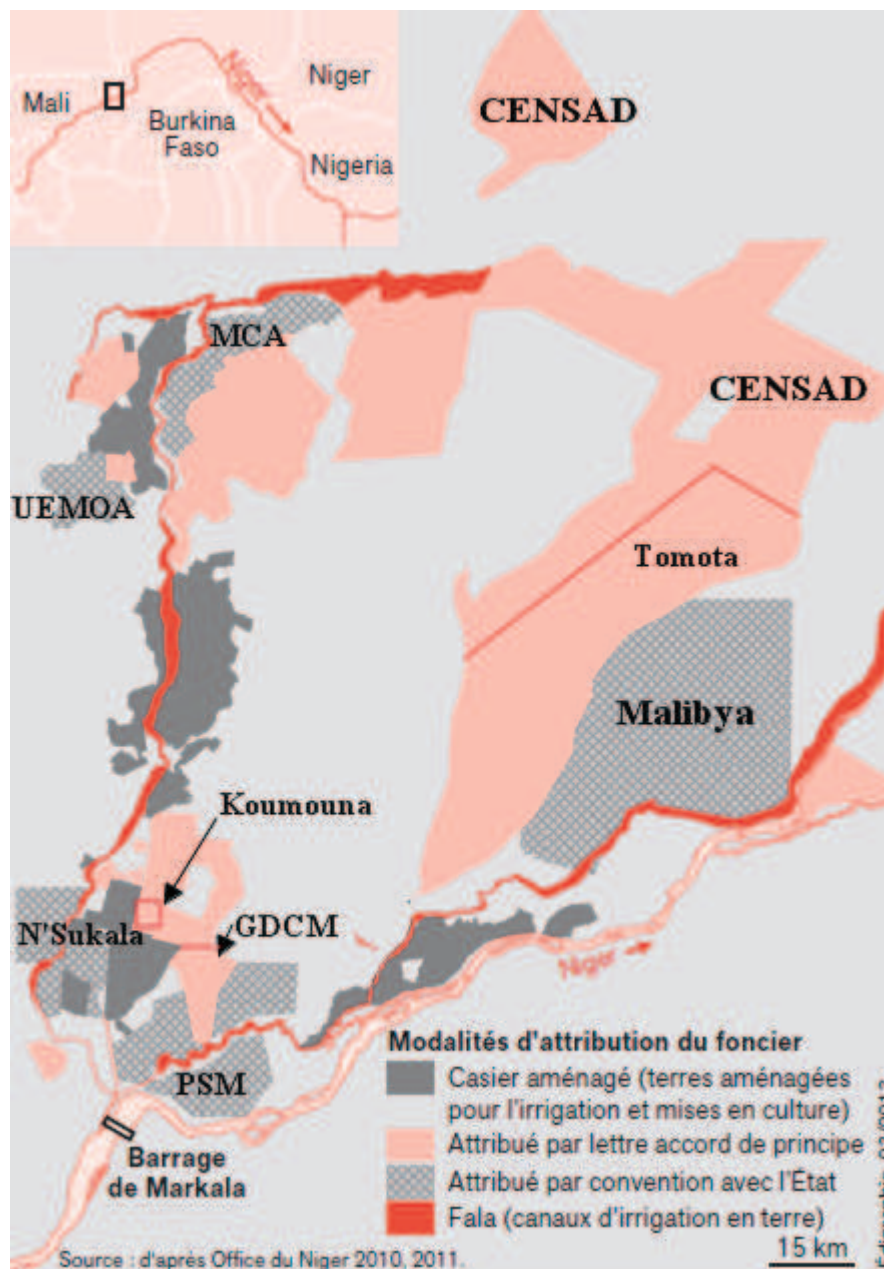 Mali
Niger
Niger
Burkina
Faso
Nigeria
CENSAD
MCA
CENSAD
UEMOA
Tomota
Malibya
Koumouna
N'Sukala
GDCM
Niger
PSM
Barrage
de Markala
Modalités d'attribution du foncier
Casier aménagé (terres aménagées
pour l'irrigation et mises en culture)
Attribué par lettre accord de principe
Attribué par convention avec l'État
Fala (canaux d'irrigation en terre)
15 km
Source : d'après Office du Niger 2010, 2011.